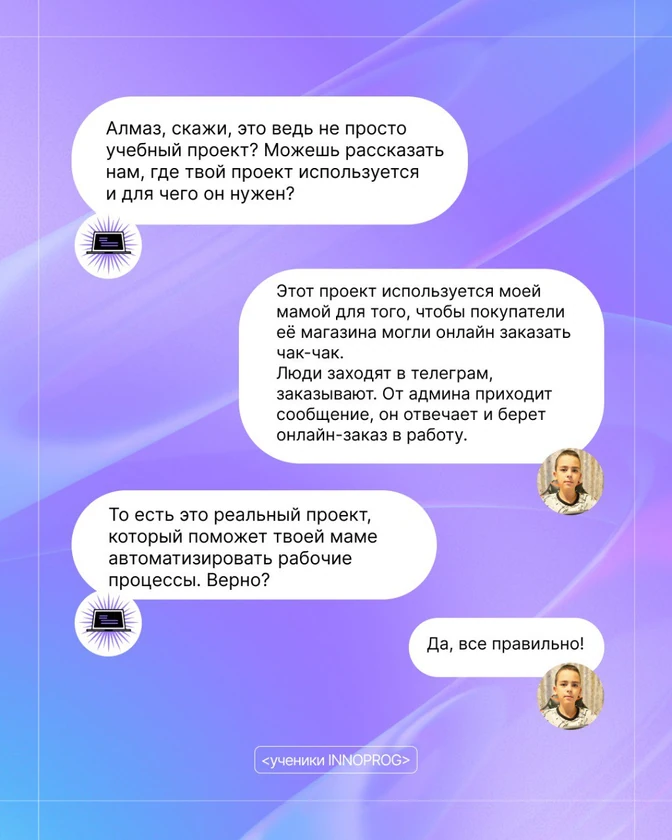 Алмаз, скажи, это ведь не просто
учебный проект? Можешь рассказать
нам, где твой проект используется
и для чего он нужен?
Этот проект используется моей
мамой для того, чтобы покупатели
её магазина могли онлайн заказать
чак-чак.
Люди заходят в телеграм,
заказывают. От админа приходит
сообщение, он отвечает и берет
онлайн-заказ в работу.
То есть это реальный проект,
который поможет твоей маме
автоматизировать рабочие
процессы. Верно?
Да, все правильно!
<ученики INNOPROG>